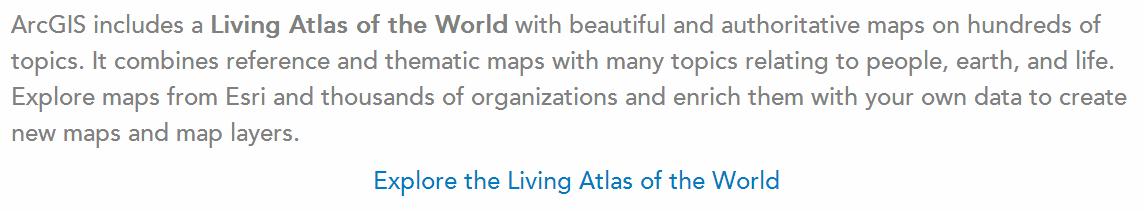 ArcGIS includes a Living Atlas of the World with beautiful and authoritative maps on hundreds of
topics. It combines reference and thematic maps with many topics relating to people, earth, and life.
Explore maps from Esri and thousands of organizations and enrich them with your own data to create
new maps and map layers.
Explore the Living Atlas of the World